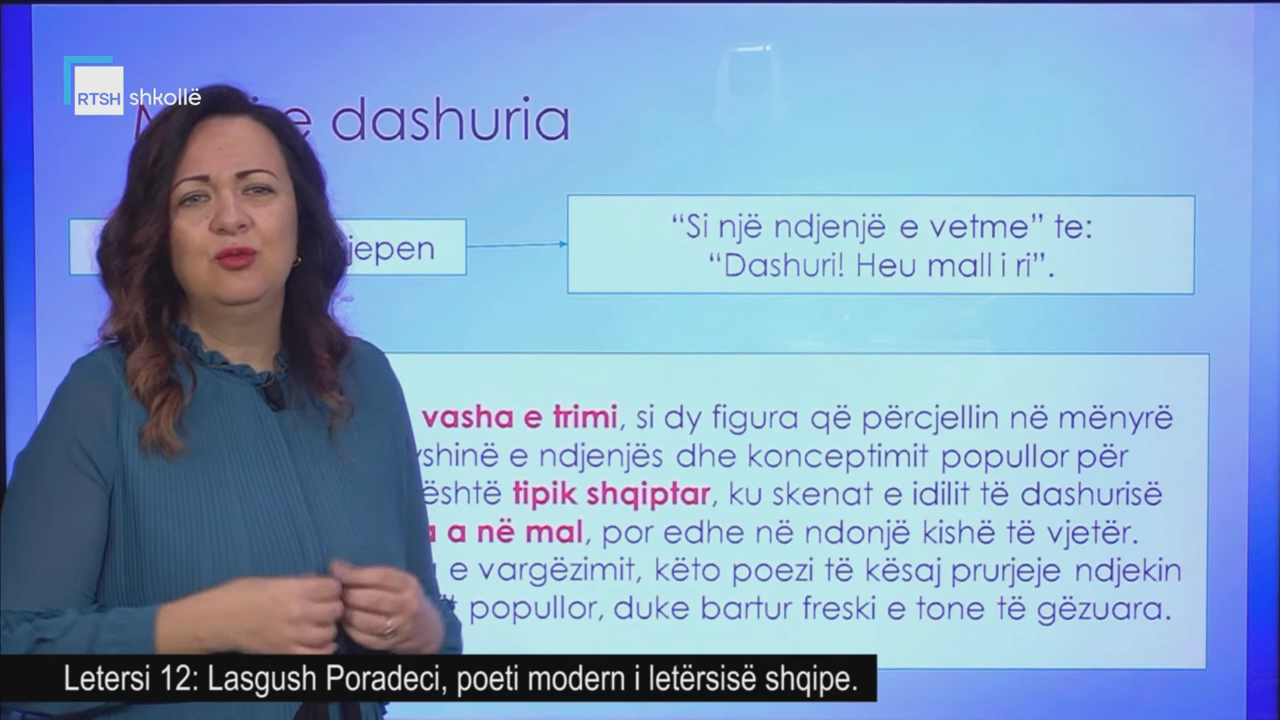 RTSH shkollë
e dashuria
jepen
“Si një ndjenjë e vetme” te:
“Dashuri! Heu mall i ri”.
vasha e trimi, si dy figura që përcjellin në mënyrë
e ndjenjës dhe konceptimit popullor për
është tipik shqiptar, ku skenat e idilit të dashurisë
a në mal, por edhe në ndonjë kishë të vjetër.
e vargëzimit, këto poezi të kësaj prurjeje ndjekin
popullor, duke bartur freski e tone të gëzuara.
Letersi 12: Lasgush Poradeci, poeti modern i letërsisë shqipe.